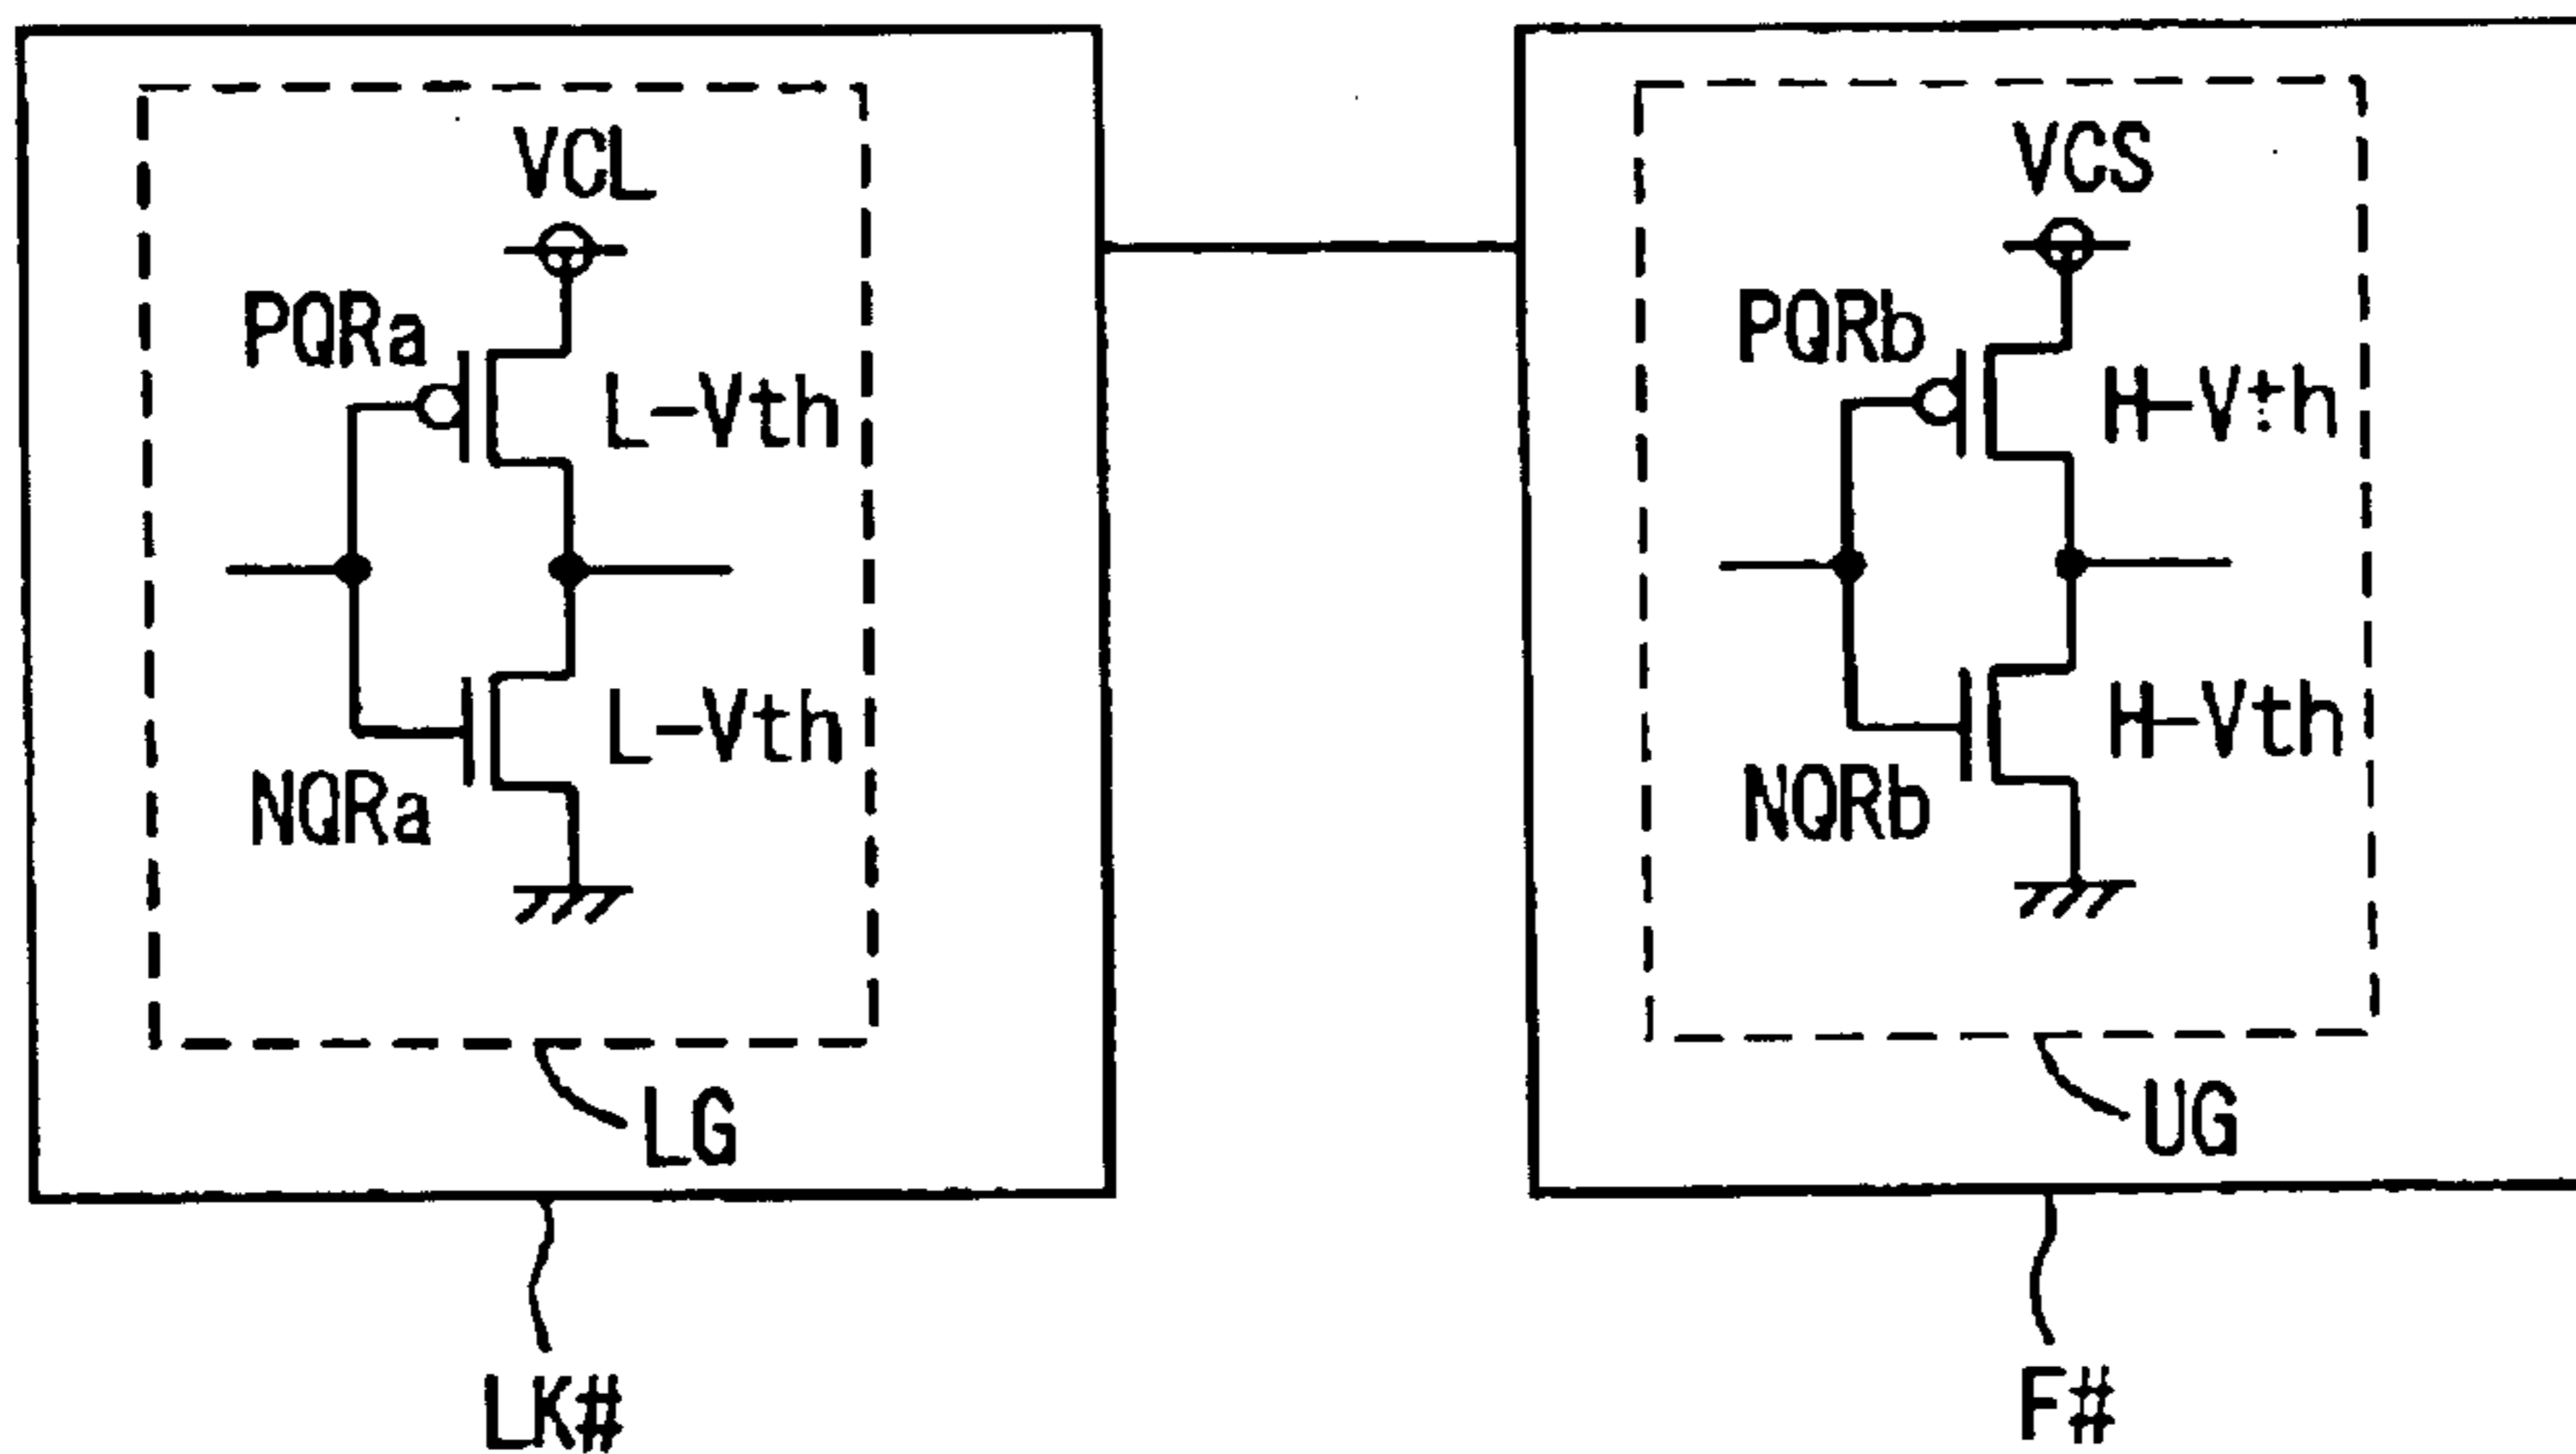 VCL
PQRa
L-Vth
L-Vth
NQRa
LG
LK#
VCS
PQRb
H-Vth
H-Vth
NQRb
UG
F#